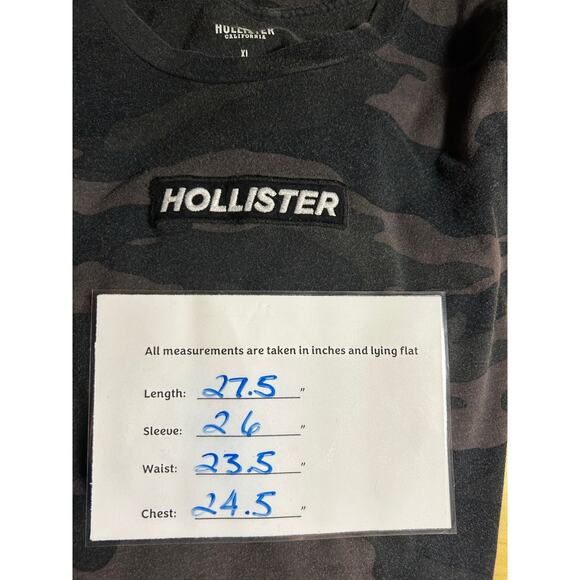 HOLLISTER
CALIFORNIA
XL
HOLLISTER
All measurements are taken in inches and lying flat
Length: 27.5"
Sleeve: 26"
Waist: 23.5"
Chest: 24.5"